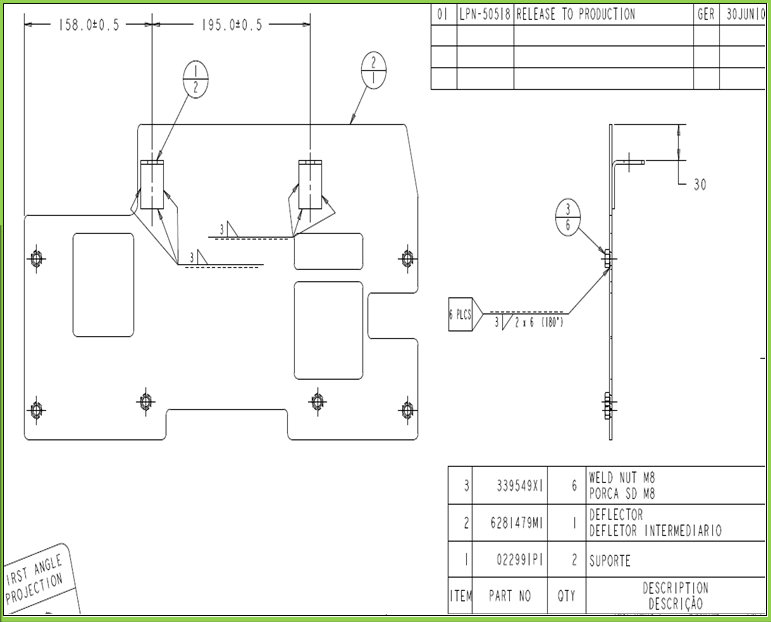 158.0±0.5
195.0±0.5
01 LPN-50518 RELEASE TO PRODUCTION GER 30JUN10
1
2
2
1
30
3
6
3
3
6 PLCS
3 2 x 6 (180°)
3 339549X1 6 WELD NUT M8
PORCA SD M8
2 6281479M1 1 DEFLECTOR
DEFLETOR INTERMEDIARIO
1 022991P1 2 SUPORTE
ITEM PART NO QTY DESCRIPTION
DESCRIÇÃO
IRST ANGLE
PROJECTION